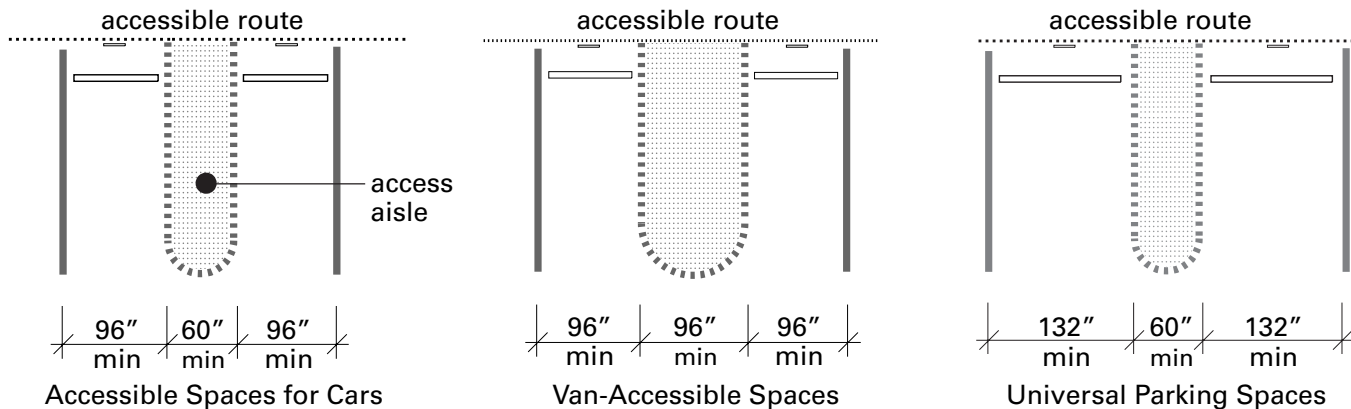 accessible route
access
aisle
96” 60” 96”
min min min
Accessible Spaces for Cars
accessible route
96” 96” 96”
min min min
Van-Accessible Spaces
accessible route
132” 60” 132”
min min min
Universal Parking Spaces